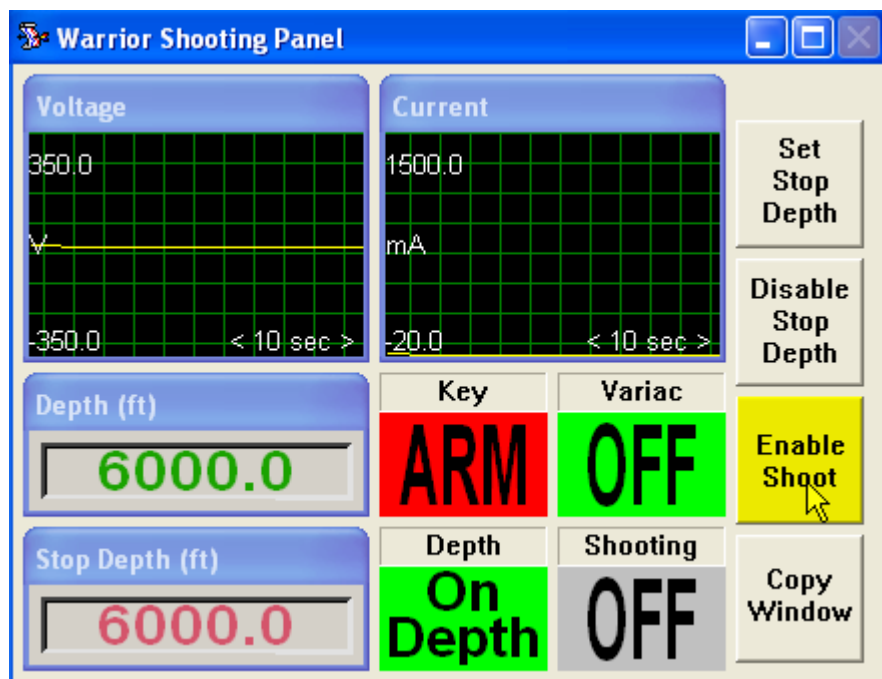 Warrior Shooting Panel
Voltage
350.0
V
-350.0 < 10 sec >
Current
1500.0
mA
-20.0 < 10 sec >
Set
Stop
Depth
Disable
Stop
Depth
Depth (ft)
6000.0
Key
ARM
Variac
OFF
Enable
Shoot
Stop Depth (ft)
6000.0
Depth
On
Depth
Shooting
OFF
Copy
Window